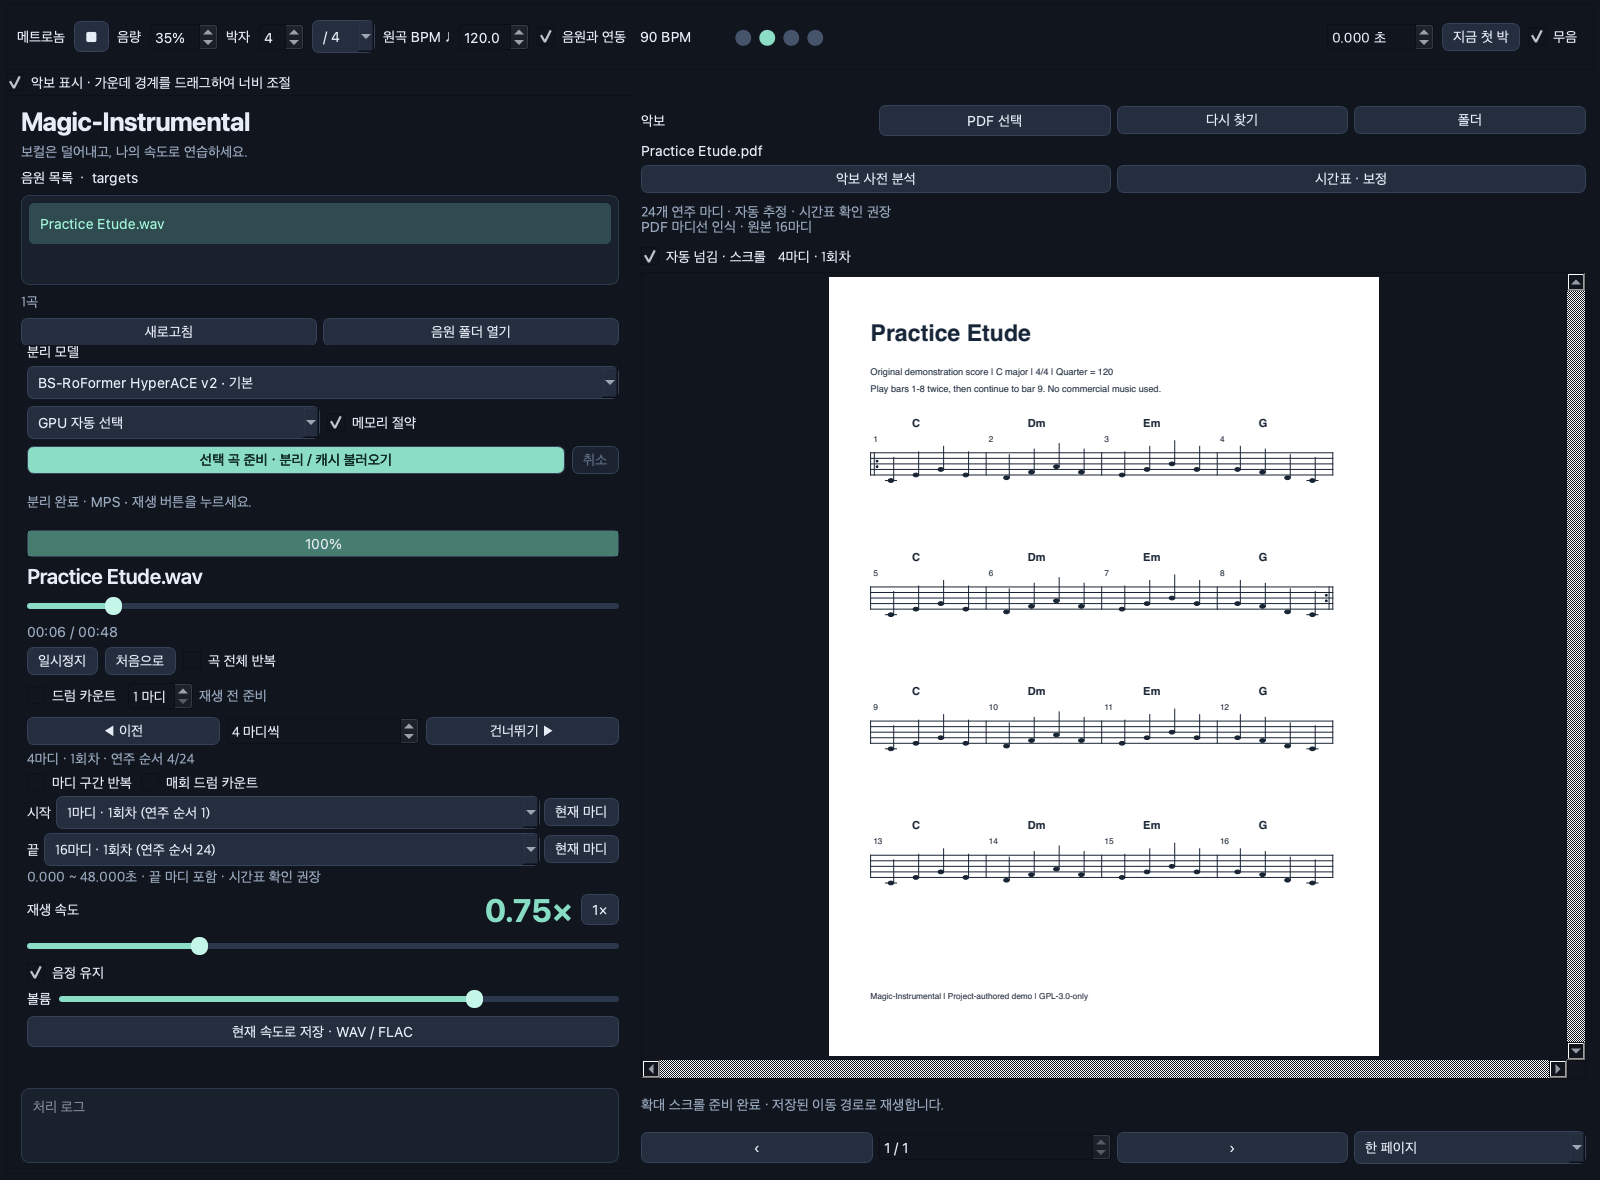 메트로놈 음량 35% 박자 4 / 4 원곡 BPM ♩ 120.0 음원과 연동 90 BPM 0.000 초 지금 첫 박 무음
악보 표시 · 가운데 경계를 드래그하여 너비 조절
Magic-Instrumental
보컬은 덜어내고, 나의 속도로 연습하세요.
음원 목록 · targets
Practice Etude.wav
1곡
새로고침 음원 폴더 열기
분리 모델
BS-RoFormer HyperACE v2 · 기본
GPU 자동 선택 메모리 절약
선택 곡 준비 · 분리 / 캐시 불러오기 취소
분리 완료 · MPS · 재생 버튼을 누르세요.
100%
Practice Etude.wav
00:06 / 00:48
일시정지 처음으로 곡 전체 반복
드럼 카운트 1 마디 재생 전 준비
◀ 이전 4 마디씩 건너뛰기 ▶
4마디 · 1회차 · 연주 순서 4/24
마디 구간 반복 매회 드럼 카운트
시작 1마디 · 1회차 (연주 순서 1) 현재 마디
끝 16마디 · 1회차 (연주 순서 24) 현재 마디
0.000 ~ 48.000초 · 끝 마디 포함 · 시간표 확인 권장
재생 속도 0.75× 1×
음정 유지
볼륨
현재 속도로 저장 · WAV / FLAC
처리 로그
악보 PDF 선택 다시 찾기 폴더
Practice Etude.pdf
악보 사전 분석 시간표 · 보정
24개 연주 마디 · 자동 추정 · 시간표 확인 권장
PDF 마디선 인식 · 원본 16마디
자동 넘김 · 스크롤 4마디 · 1회차
Practice Etude
Original demonstration score | C major | 4/4 | Quarter = 120
Play bars 1-8 twice, then continue to bar 9. No commercial music used.
C Dm Em G
1 2 3 4
C Dm Em G
5 6 7 8
C Dm Em G
9 10 11 12
C Dm Em G
13 14 15 16
Magic-Instrumental | Project-authored demo | GPL-3.0-only
확대 스크롤 준비 완료 · 저장된 이동 경로로 재생합니다.
‹ 1 / 1 › 한 페이지